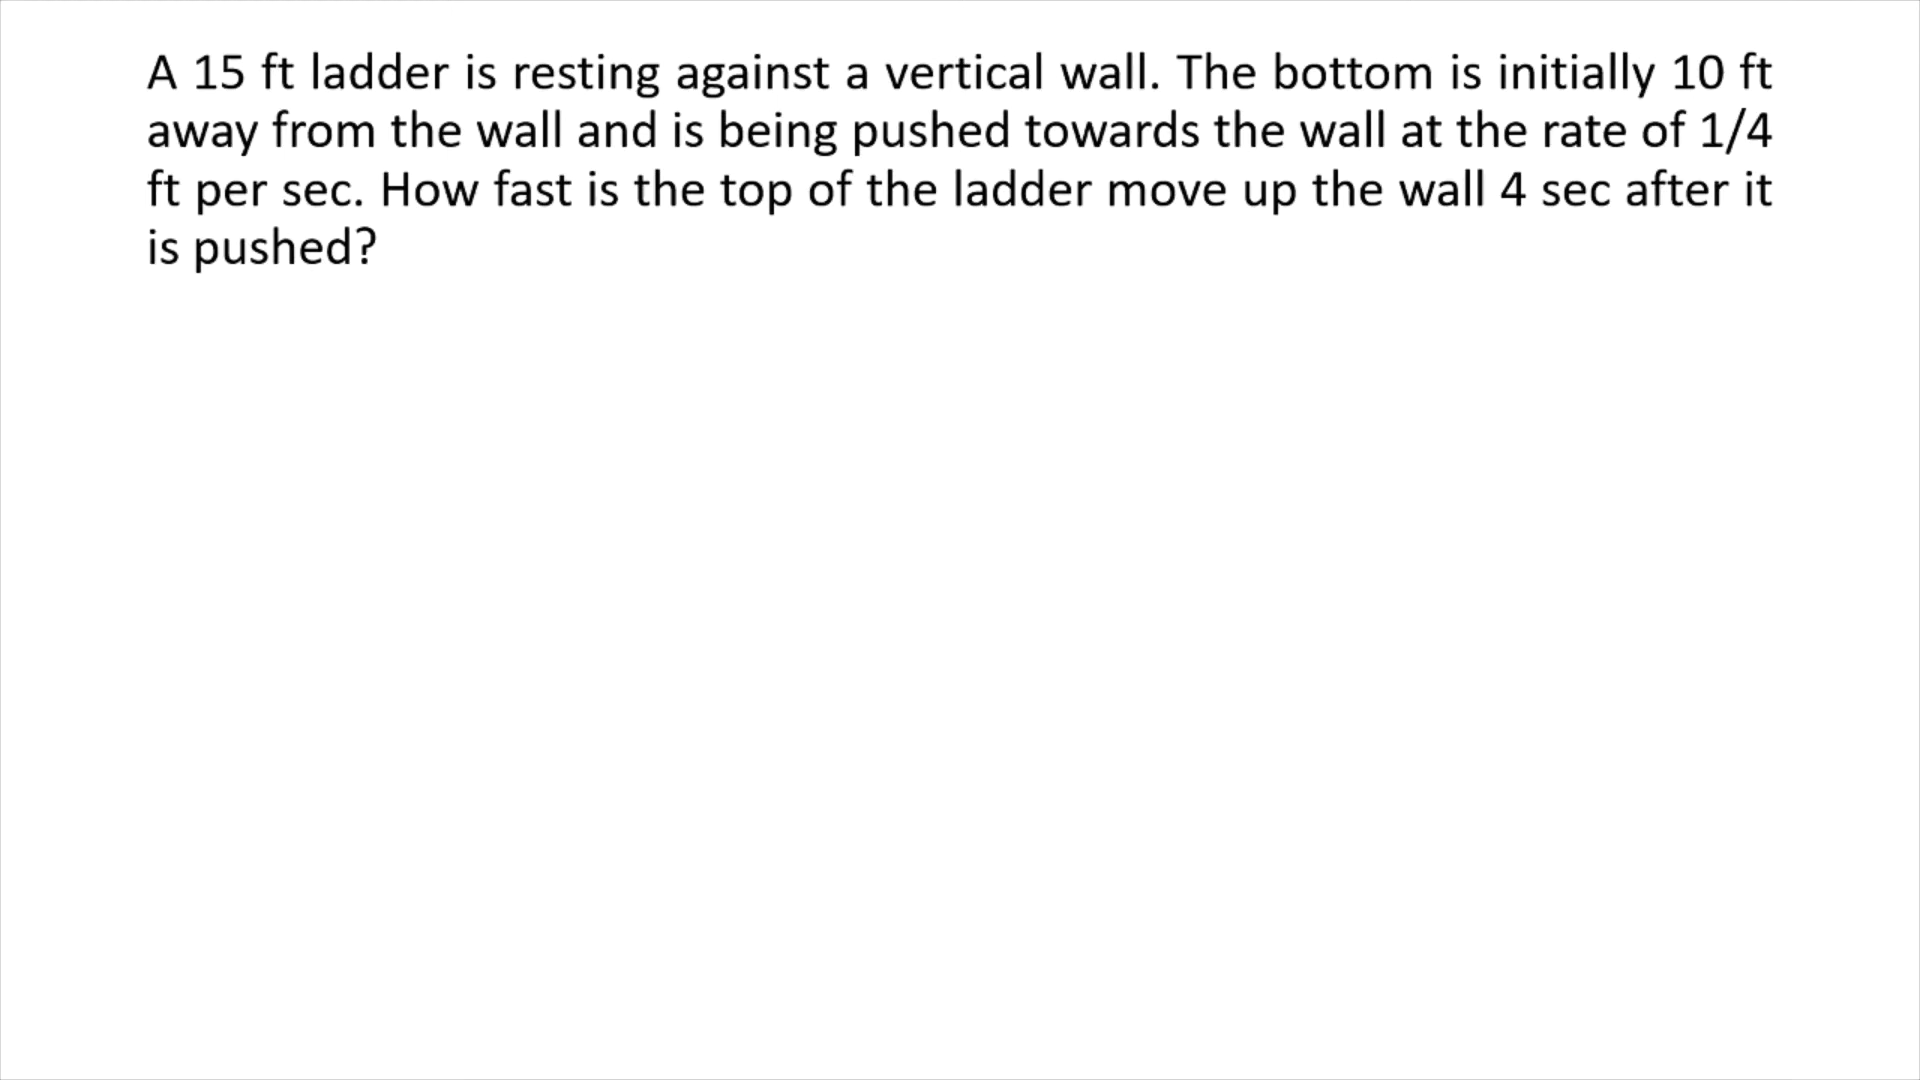 A 15 ft ladder is resting against a vertical wall. The bottom is initially 10 ft
away from the wall and is being pushed towards the wall at the rate of 1/4
ft per sec. How fast is the top of the ladder move up the wall 4 sec after it
is pushed?